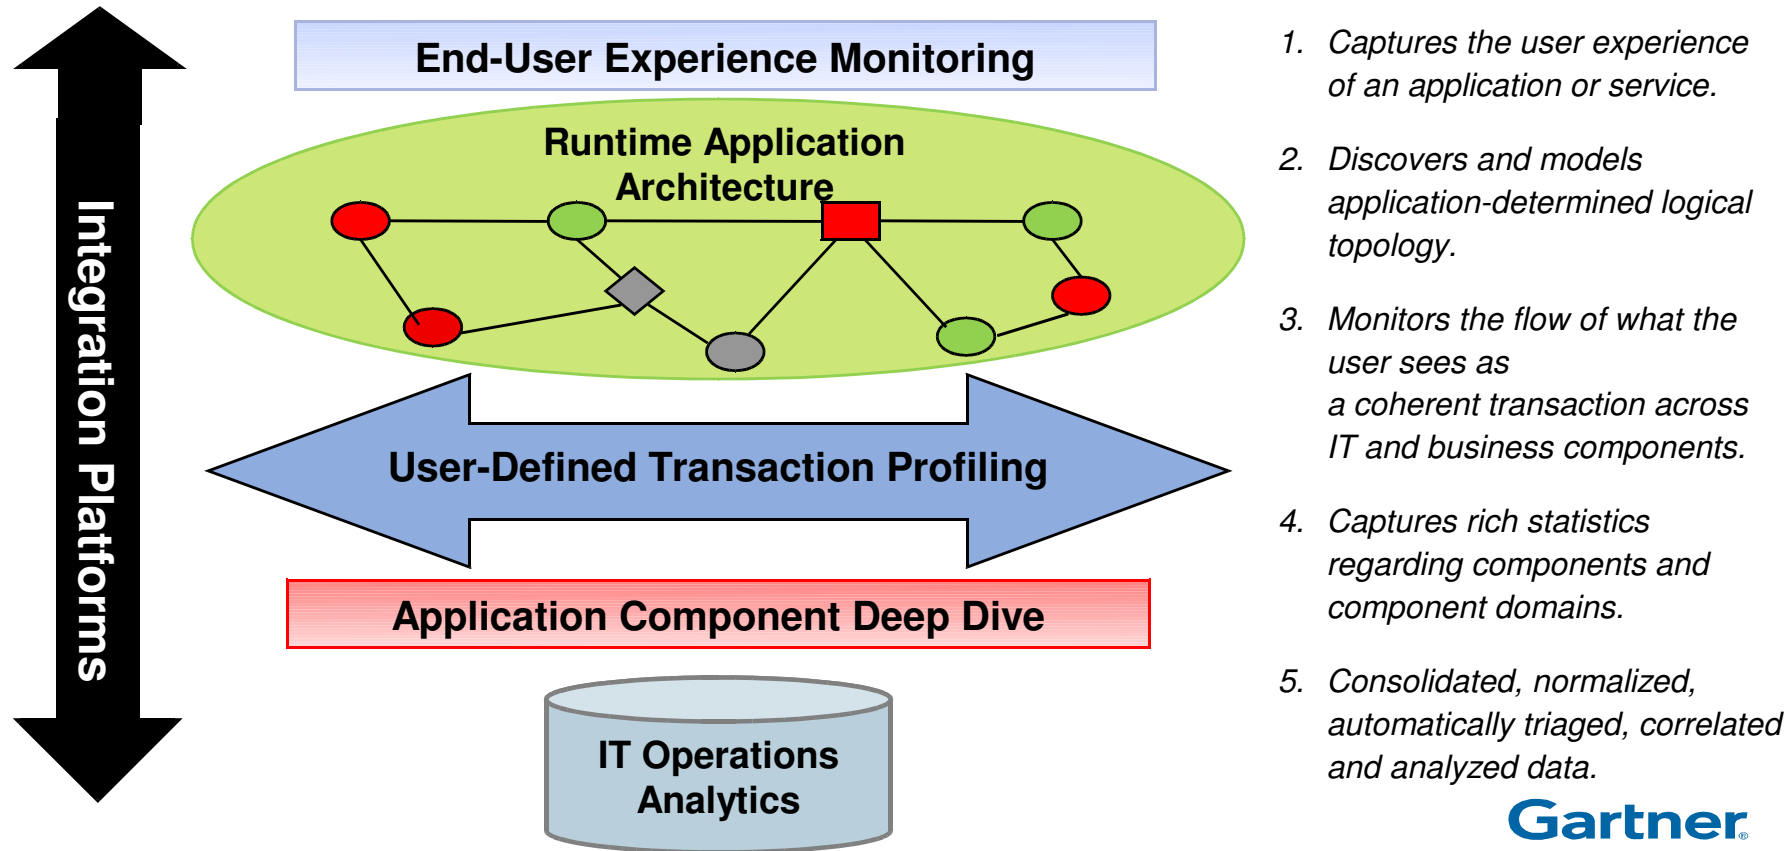 Integration Platforms
End-User Experience Monitoring
Runtime Application
Architecture
User-Defined Transaction Profiling
Application Component Deep Dive
IT Operations
Analytics
1. Captures the user experience
of an application or service.
2. Discovers and models
application-determined logical
topology.
3. Monitors the flow of what the
user sees as
a coherent transaction across
IT and business components.
4. Captures rich statistics
regarding components and
component domains.
5. Consolidated, normalized,
automatically triaged, correlated
and analyzed data.
Gartner®